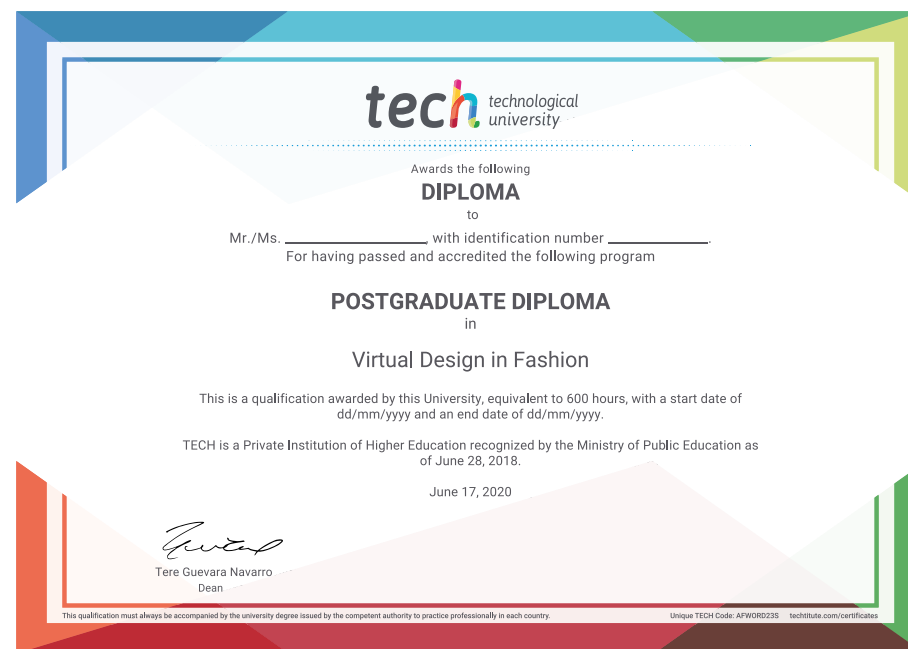 tech technological
university
Awards the following
DIPLOMA
to
Mr./Ms. ____________________, with identification number ______________.
For having passed and accredited the following program
POSTGRADUATE DIPLOMA
in
Virtual Design in Fashion
This is a qualification awarded by this University, equivalent to 600 hours, with a start date of
dd/mm/yyyy and an end date of dd/mm/yyyy.
TECH is a Private Institution of Higher Education recognized by the Ministry of Public Education as
of June 28, 2018.
June 17, 2020
Tere Guevara Navarro
Dean
This qualification must always be accompanied by the university degree issued by the competent authority to practice professionally in each country. Unique TECH Code: AFWORD23S techtitute.com/certificates